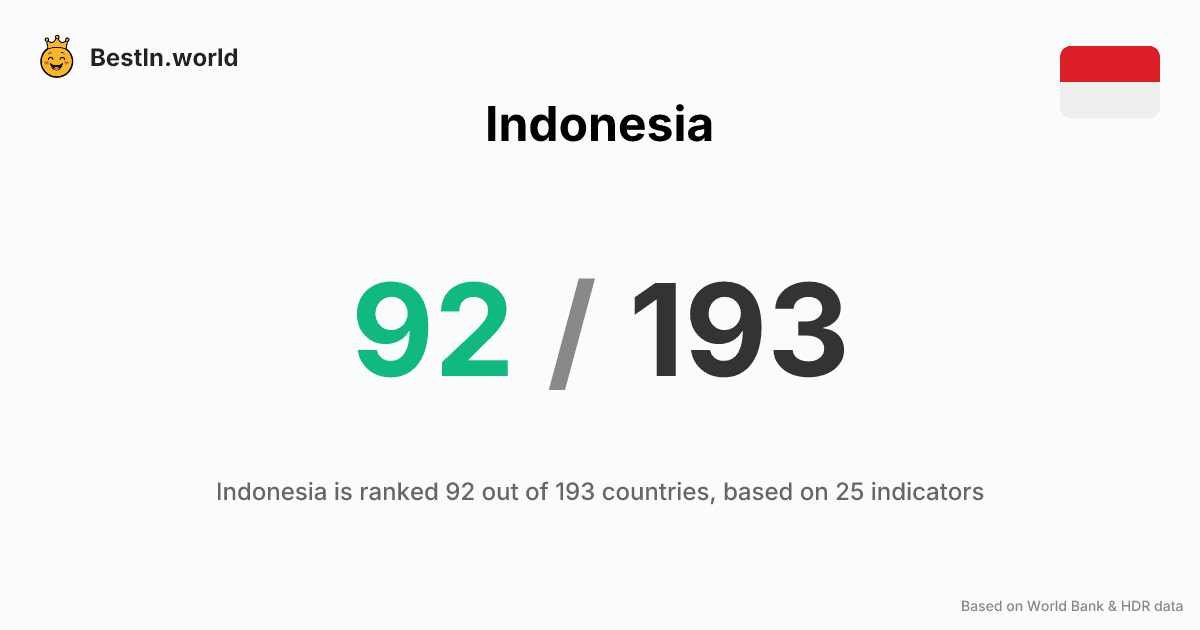 BestIn.world
Indonesia
92 / 193
Indonesia is ranked 92 out of 193 countries, based on 25 indicators
Based on World Bank & HDR data